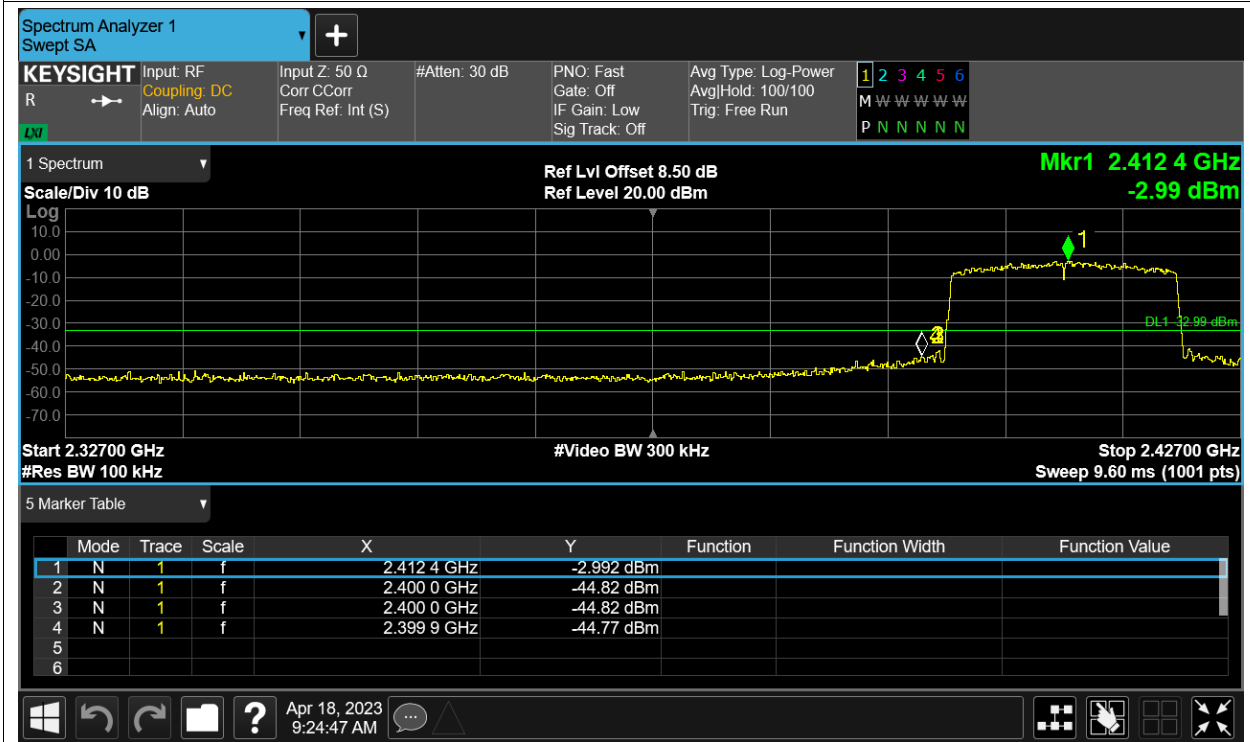 Spectrum Analyzer 1
Swept SA
+
KEYSIGHT Input: RF Input Z: 50 Ω #Atten: 30 dB PNO: Fast Avg Type: Log-Power 1 2 3 4 5 6
R Coupling: DC Corr CCorr Gate: Off Avg|Hold: 100/100 M W W W W W
Align: Auto Freq Ref: Int (S) IF Gain: Low Trig: Free Run
LXI Sig Track: Off P N N N N N
1 Spectrum Ref Lvl Offset 8.50 dB Mkr1 2.412 4 GHz
Scale/Div 10 dB Ref Level 20.00 dBm -2.99 dBm
Log
10.0
1
0.00
-10.0
-20.0
-30.0
DL1 -32.99 dBm
-40.0
-50.0
-60.0
-70.0
Start 2.32700 GHz #Video BW 300 kHz Stop 2.42700 GHz
#Res BW 100 kHz Sweep 9.60 ms (1001 pts)
5 Marker Table
Mode Trace Scale X Y Function Function Width Function Value
1 N 1 f 2.412 4 GHz -2.992 dBm
2 N 1 f 2.400 0 GHz -44.82 dBm
3 N 1 f 2.400 0 GHz -44.82 dBm
4 N 1 f 2.399 9 GHz -44.77 dBm
5
6
? Apr 18, 2023
9:24:47 AM